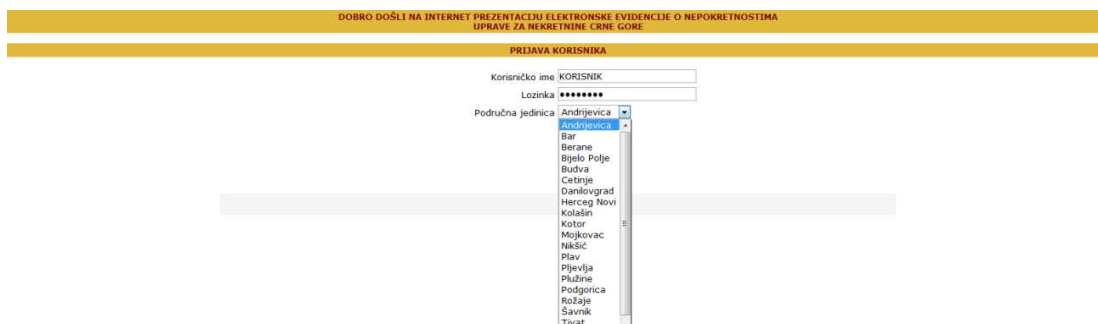 DOBRO DOŠLI NA INTERNET PREZENTACIJU ELEKTRONSKE EVIDENCIJE O NEPOKRETNOSTIMA
UPRAVE ZA NEKRETNINE CRNE GORE
PRIJAVA KORISNIKA
Korisničko ime KORISNIK
Lozinka ••••••••
Područna jedinica Andrijevica
Andrijevica
Bar
Berane
Bijelo Polje
Budva
Cetinje
Danilovgrad
Herceg Novi
Kolašin
Kotor
Mojkovac
Nikšić
Plav
Pljevlja
Plužine
Podgorica
Rožaje
Šavnik
Tivat